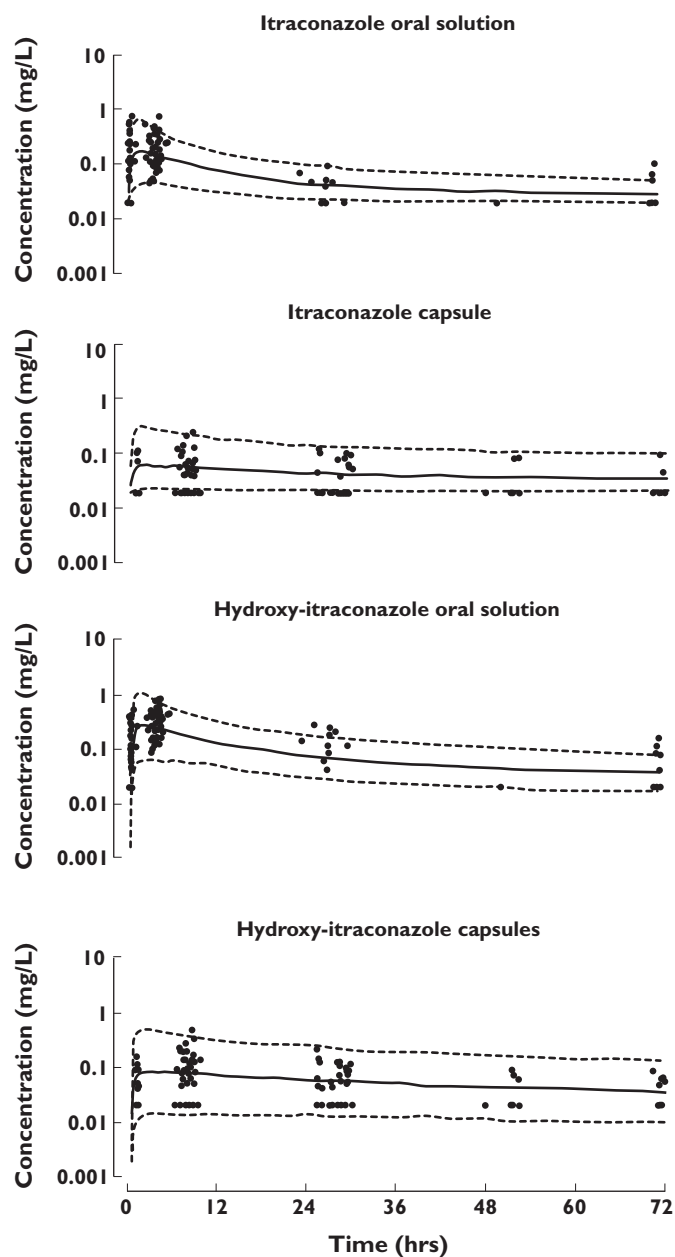 Itraconazole oral solution
Concentration (mg/L)
10
1
0.1
0.01
0.001
Itraconazole capsule
Concentration (mg/L)
10
1
0.1
0.01
0.001
Hydroxy-itraconazole oral solution
Concentration (mg/L)
10
1
0.1
0.01
0.001
Hydroxy-itraconazole capsules
Concentration (mg/L)
10
1
0.1
0.01
0.001
0 12 24 36 48 60 72
Time (hrs)